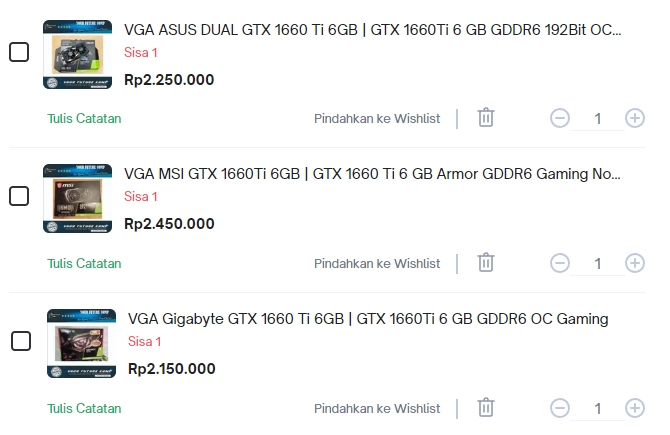 VGA ASUS DUAL GTX 1660 Ti 6GB | GTX 1660Ti 6 GB GDDR6 192Bit OC...
Sisa 1
Rp2.250.000
Tulis Catatan
Pindahkan ke Wishlist
1
VGA MSI GTX 1660Ti 6GB | GTX 1660 Ti 6 GB Armor GDDR6 Gaming No...
Sisa 1
Rp2.450.000
Tulis Catatan
Pindahkan ke Wishlist
1
VGA Gigabyte GTX 1660 Ti 6GB | GTX 1660Ti 6 GB GDDR6 OC Gaming
Sisa 1
Rp2.150.000
Tulis Catatan
Pindahkan ke Wishlist
1